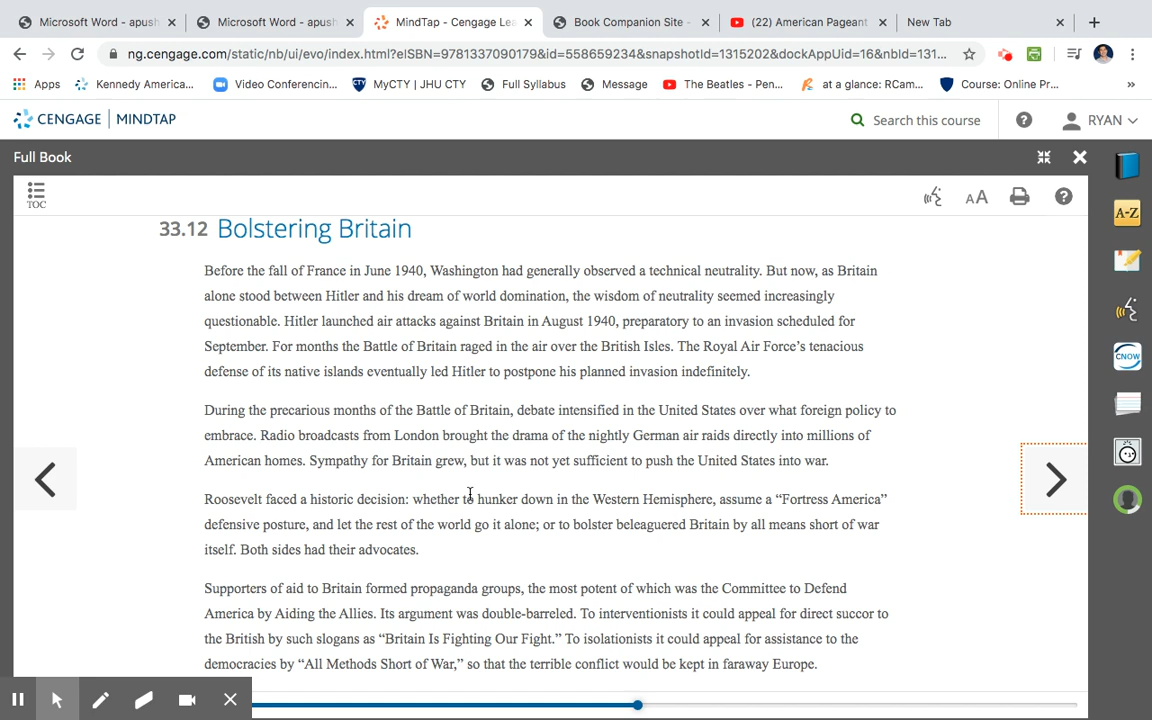 Microsoft Word - apush
Microsoft Word - apush
MindTap - Cengage Lea
Book Companion Site -
(22) American Pageant
New Tab
ng.cengage.com/static/nb/ui/evo/index.html?eISBN=9781337090179&id=558659234&snapshotId=1315202&dockAppUid=16&nbId=131...
Apps
Kennedy America...
Video Conferencin...
MyCTY | JHU CTY
Full Syllabus
Message
The Beatles - Pen...
at a glance: RCam...
Course: Online Pr...
»
CENGAGE | MINDTAP
Search this course
RYAN
Full Book
TOC
AA
A-Z
CNOW
33.12 Bolstering Britain
Before the fall of France in June 1940, Washington had generally observed a technical neutrality. But now, as Britain
alone stood between Hitler and his dream of world domination, the wisdom of neutrality seemed increasingly
questionable. Hitler launched air attacks against Britain in August 1940, preparatory to an invasion scheduled for
September. For months the Battle of Britain raged in the air over the British Isles. The Royal Air Force’s tenacious
defense of its native islands eventually led Hitler to postpone his planned invasion indefinitely.
During the precarious months of the Battle of Britain, debate intensified in the United States over what foreign policy to
embrace. Radio broadcasts from London brought the drama of the nightly German air raids directly into millions of
American homes. Sympathy for Britain grew, but it was not yet sufficient to push the United States into war.
Roosevelt faced a historic decision: whether to hunker down in the Western Hemisphere, assume a “Fortress America”
defensive posture, and let the rest of the world go it alone; or to bolster beleaguered Britain by all means short of war
itself. Both sides had their advocates.
Supporters of aid to Britain formed propaganda groups, the most potent of which was the Committee to Defend
America by Aiding the Allies. Its argument was double-barreled. To interventionists it could appeal for direct succor to
the British by such slogans as “Britain Is Fighting Our Fight.” To isolationists it could appeal for assistance to the
democracies by “All Methods Short of War,” so that the terrible conflict would be kept in faraway Europe.